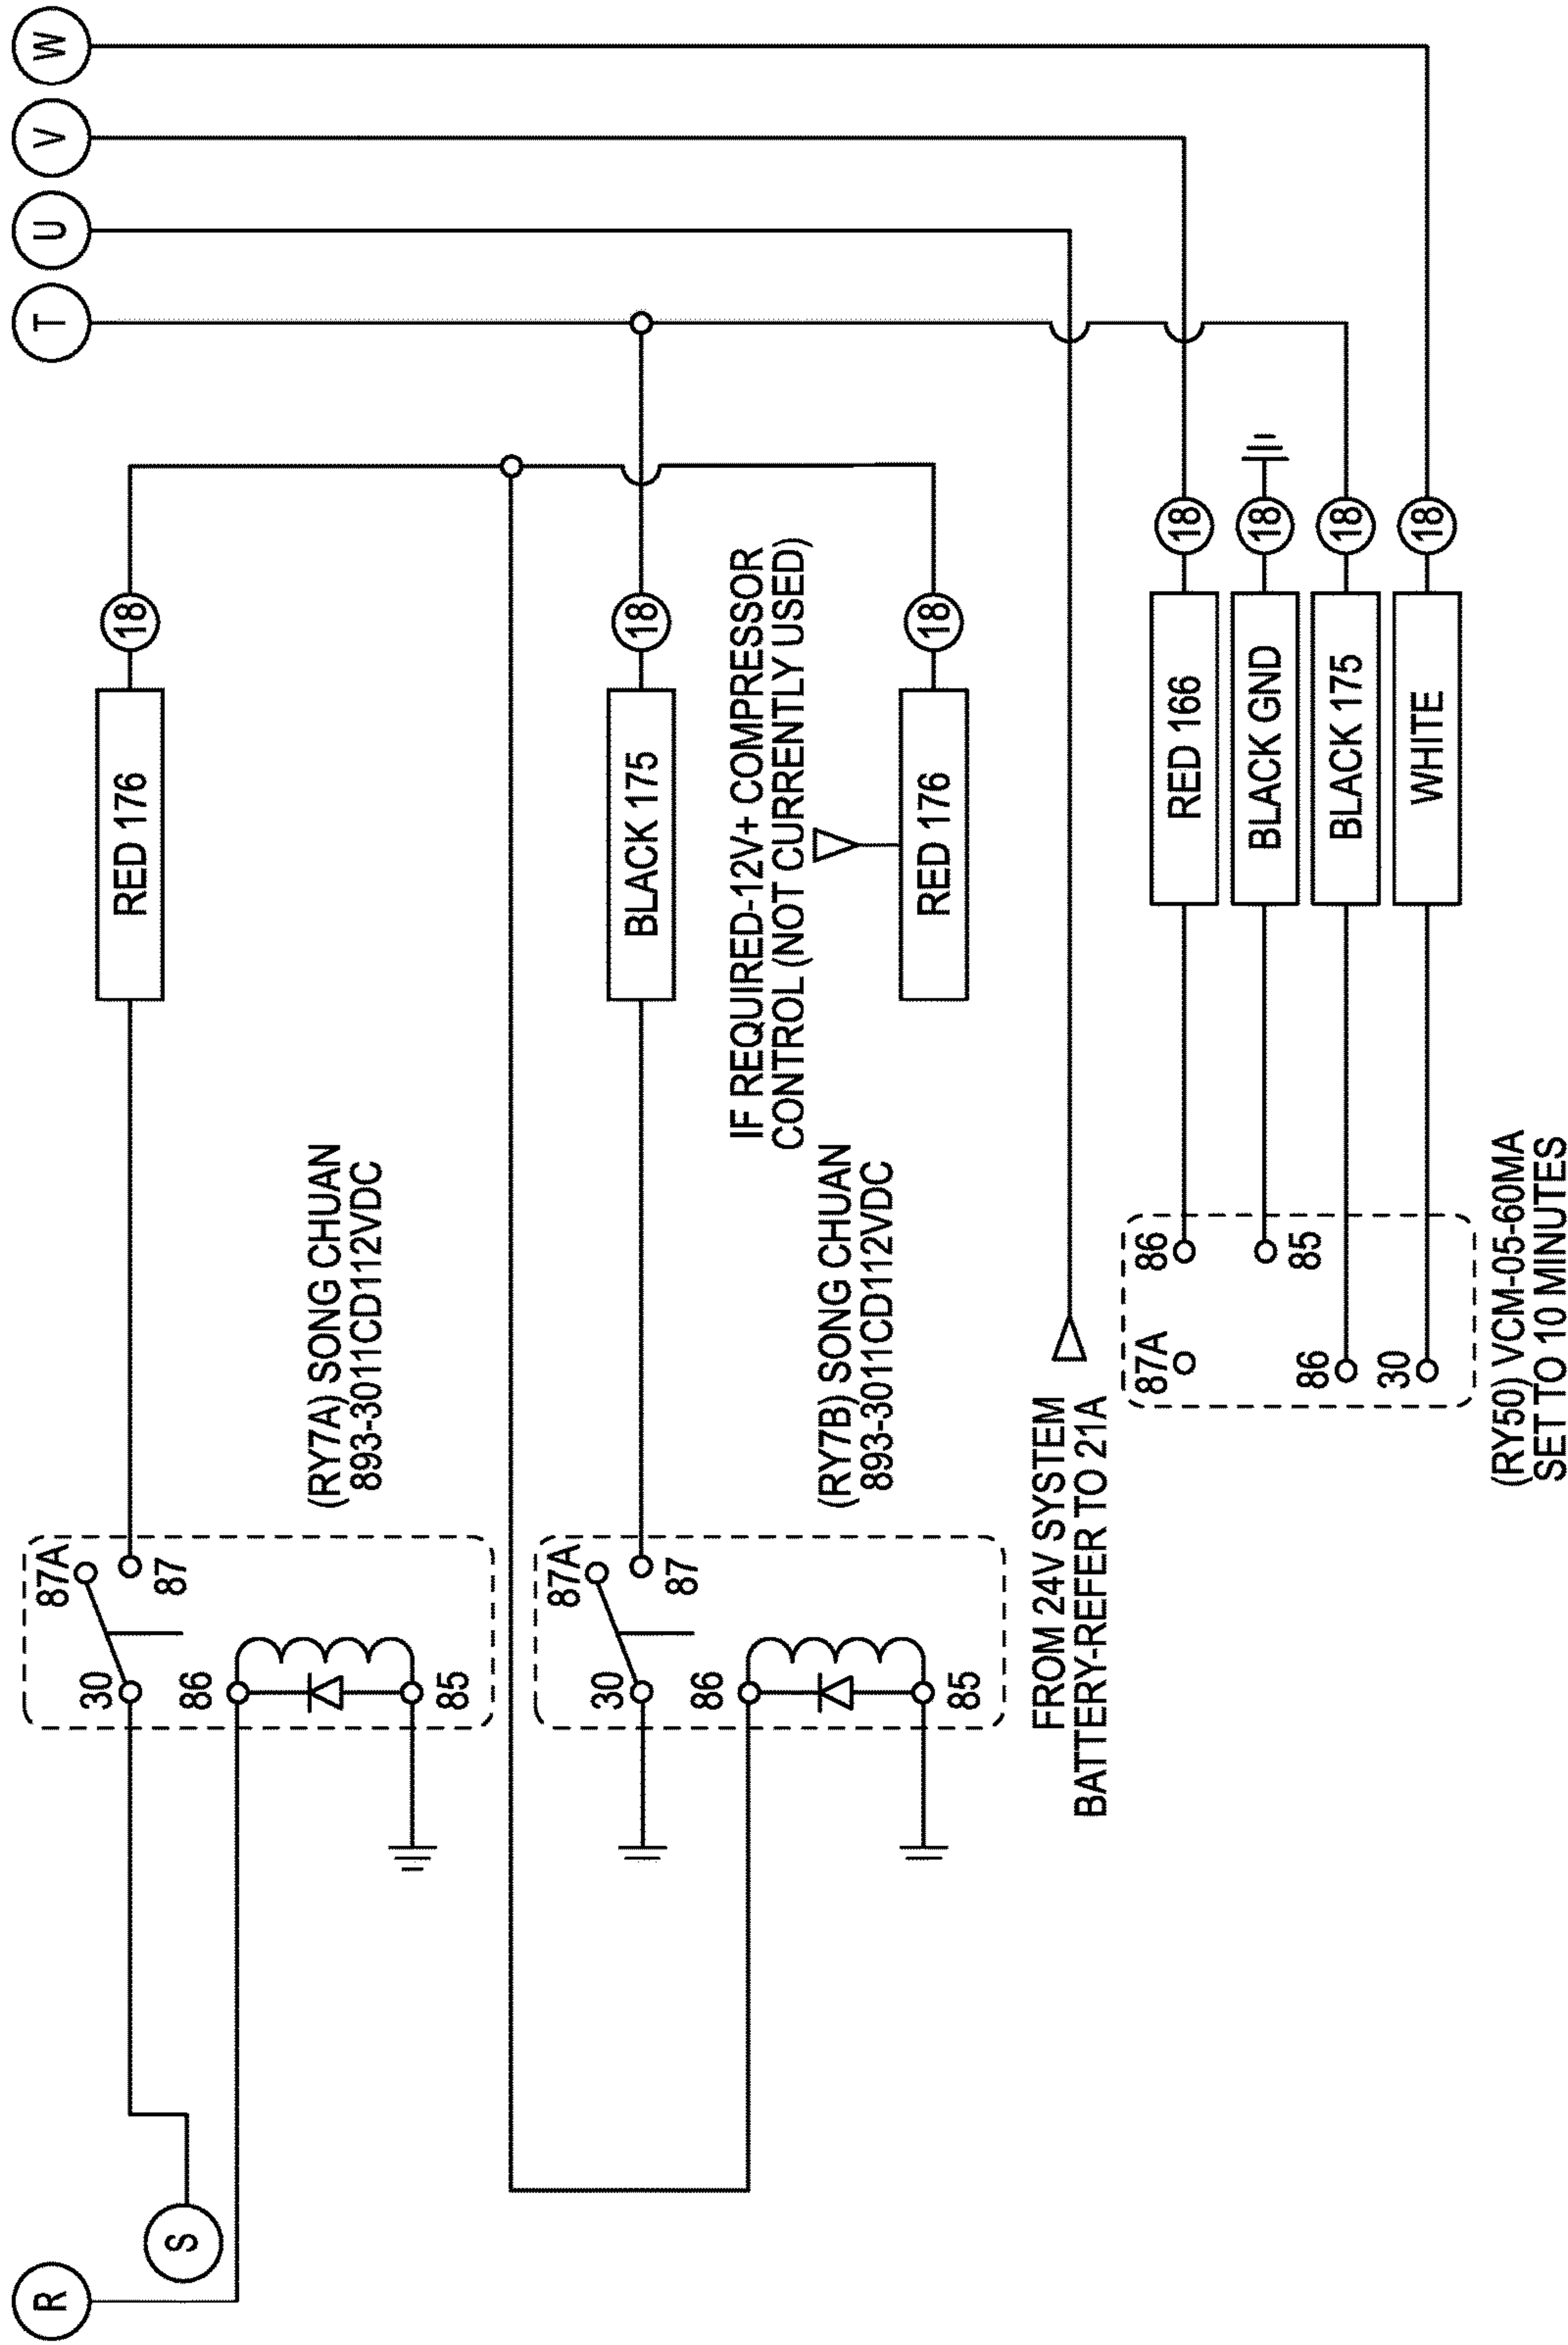 R
S
T
U
V
W
87A
30
87
86
85
RED 176
18
(RY7A) SONG CHUAN
893-3011CD112VDC
87A
30
87
86
85
BLACK 175
18
(RY7B) SONG CHUAN
893-3011CD112VDC
IF REQUIRED-12V+ COMPRESSOR
CONTROL (NOT CURRENTLY USED)
RED 176
18
FROM 24V SYSTEM
BATTERY-REFER TO 21A
87A
86
RED 166
18
85
BLACK GND
18
86
BLACK 175
18
30
WHITE
18
(RY50) VCM-05-60MA
SET TO 10 MINUTES